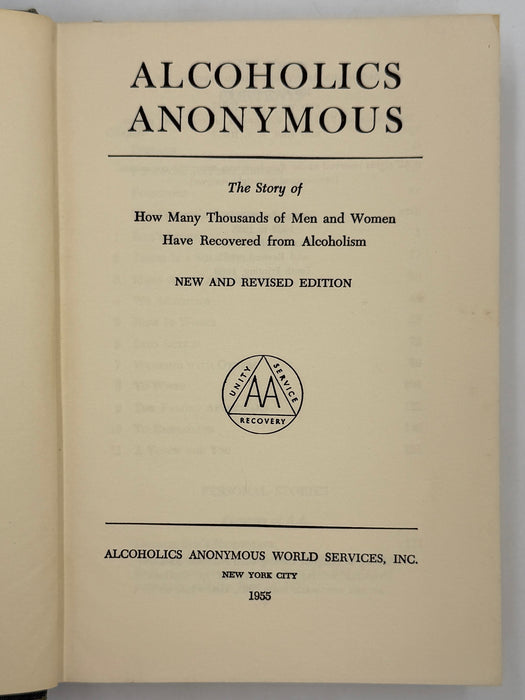 ALCOHOLICS
ANONYMOUS
The Story of
How Many Thousands of Men and Women
Have Recovered from Alcoholism
NEW AND REVISED EDITION
UNITY
SERVICE
AA
RECOVERY
ALCOHOLICS ANONYMOUS WORLD SERVICES, INC.
NEW YORK CITY
1955